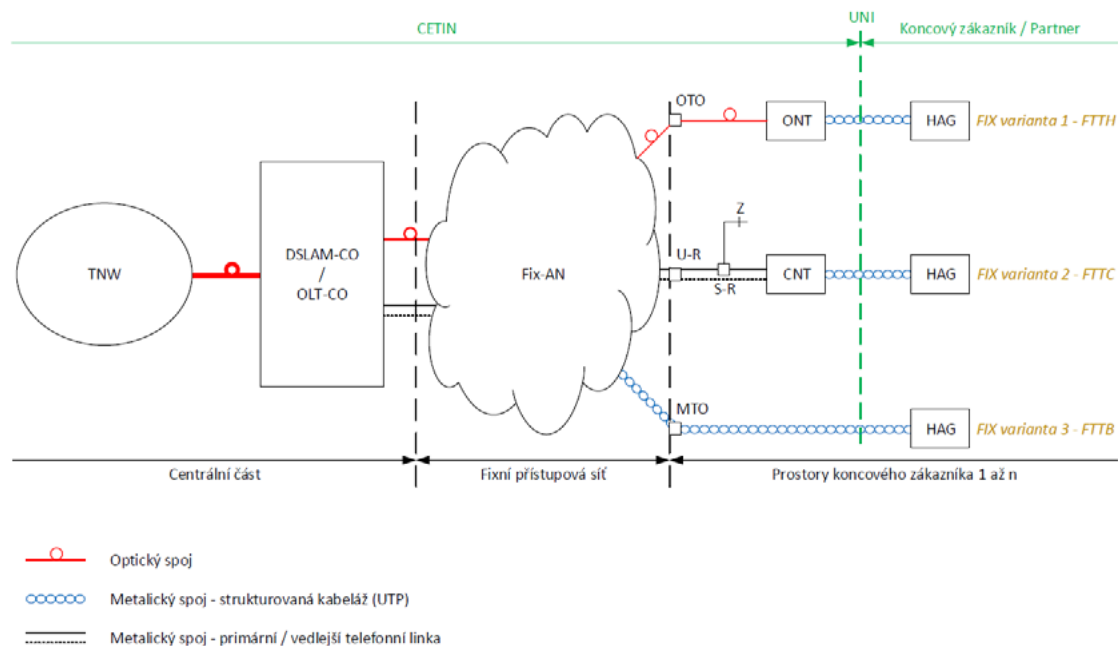 UNI
CETIN
Koncový zákazník / Partner
OTO
ONT
HAG
FIX varianta 1 - FTTH
Z
TNW
DSLAM-CO
/
OLT-CO
Fix-AN
U-R
S-R
CNT
HAG
FIX varianta 2 - FTTC
MTO
HAG
FIX varianta 3 - FTTB
Centrální část
Fixní přístupová síť
Prostory koncového zákazníka 1 až n
Optický spoj
Metalický spoj - strukturovaná kabeláž (UTP)
Metalický spoj - primární / vedlejší telefonní linka